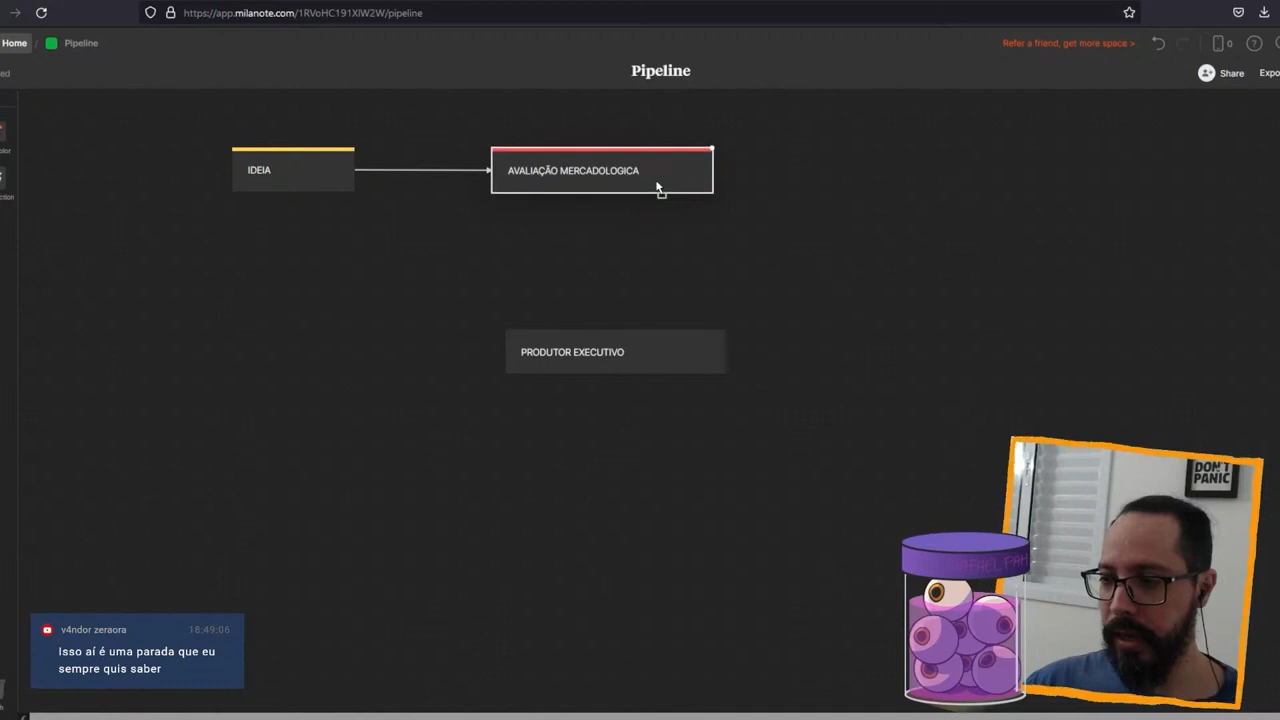 https://app.milanote.com/1RVoHC191XlW2W/pipeline
Home / Pipeline
Refer a friend, get more space >
0
?
Pipeline
Share
IDEIA
AVALIAÇÃO MERCADOLOGICA
PRODUTOR EXECUTIVO
DON'T
PANIC
v4ndor zeraora 18:49:06
Isso aí é uma parada que eu
sempre quis saber